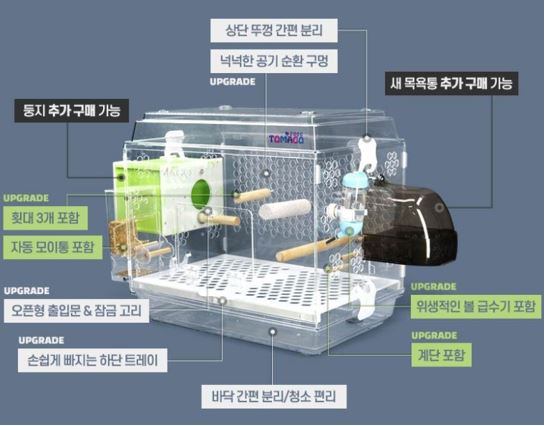 상단 뚜껑 간편 분리
넉넉한 공기 순환 구멍
UPGRADE
새 목욕통 추가 구매 가능
둥지 추가 구매 가능
TOMAGO
UPGRADE
횟대 3개 포함
자동 모이통 포함
UPGRADE
오픈형 출입문 & 잠금 고리
UPGRADE
위생적인 볼 급수기 포함
UPGRADE
손쉽게 빠지는 하단 트레이
UPGRADE
계단 포함
바닥 간편 분리/청소 편리